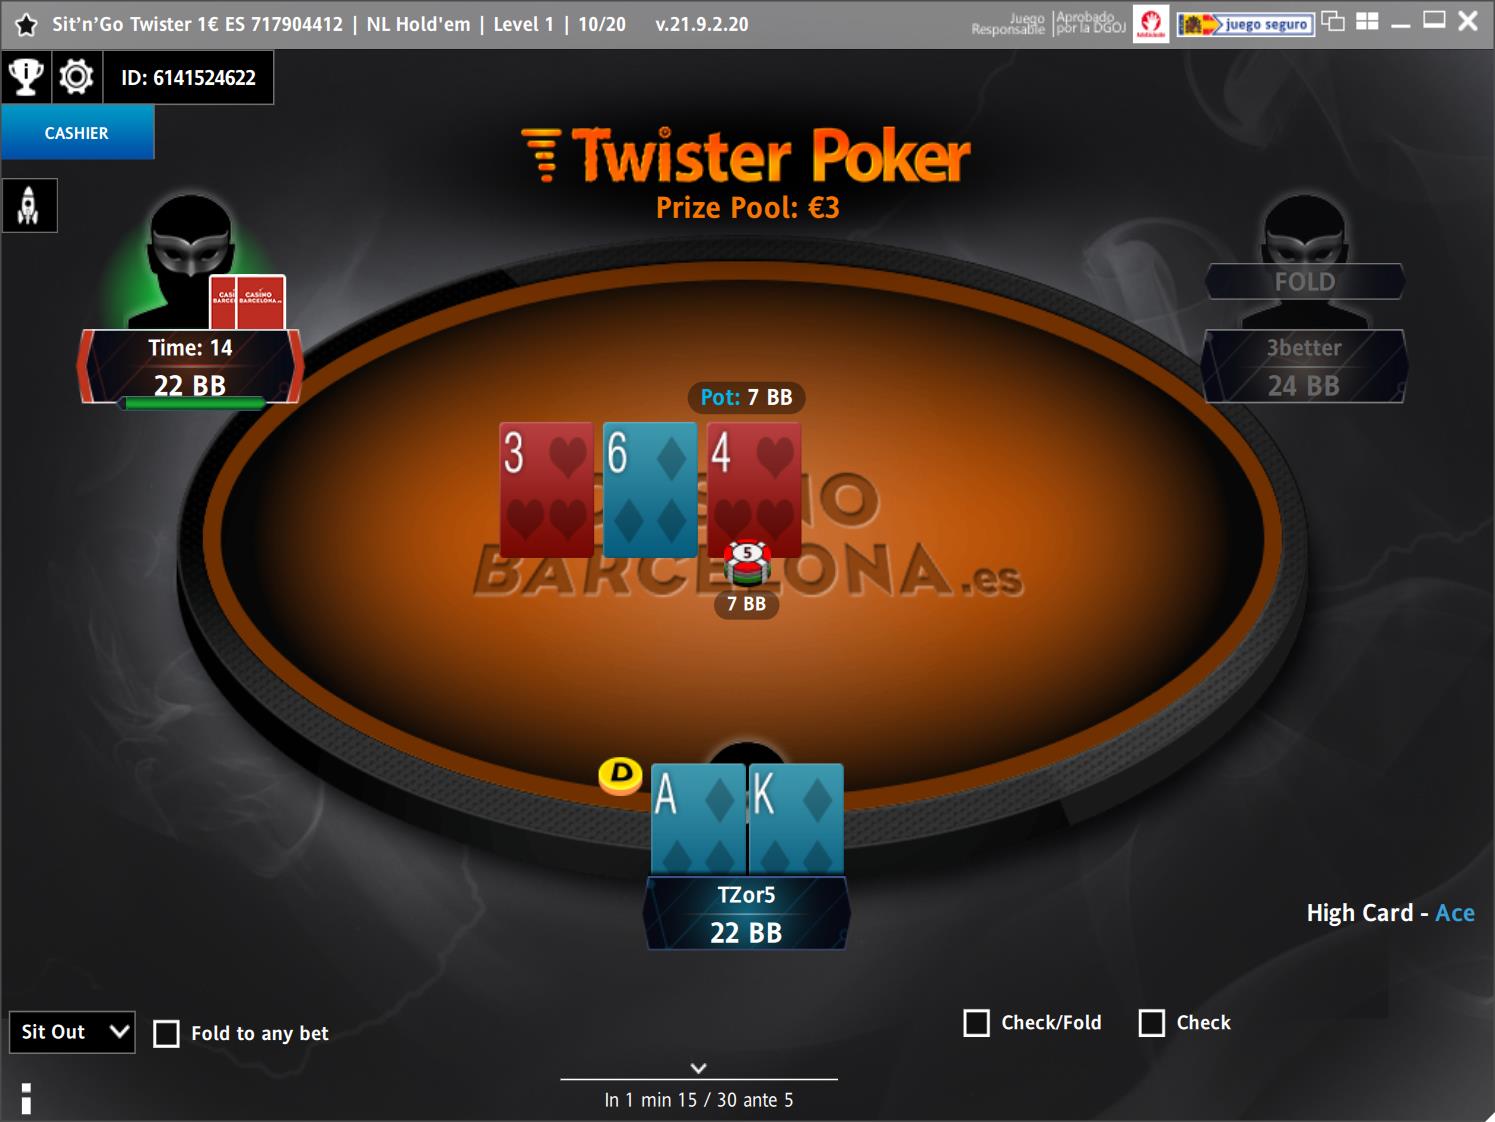 Sit'n'Go Twister 1€ ES 717904412 | NL Hold'em | Level 1 | 10/20 v.21.9.2.20
Juego Responsable
Aprobado por la DGOJ
juego seguro
ID: 6141524622
CASHIER
Twister Poker
Prize Pool: €3
CASINO BARCELONA.es
Time: 14
22 BB
FOLD
3better
24 BB
Pot: 7 BB
3
6
4
CASINO
BARCELONA.es
5
7 BB
D
A
K
TZor5
22 BB
High Card - Ace
Sit Out
Fold to any bet
Check/Fold
Check
In 1 min 15 / 30 ante 5